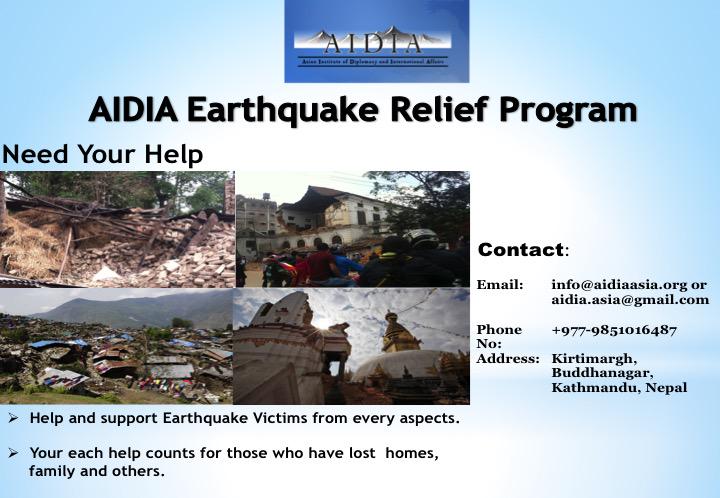 AIDIA
Asian Institute of Diplomacy and International Affairs
AIDIA Earthquake Relief Program
Need Your Help
Contact:
Email: info@aidiaasia.org or
aidia.asia@gmail.com
Phone +977-9851016487
No:
Address: Kirtimargh,
Buddhanagar,
Kathmandu, Nepal
➢ Help and support Earthquake Victims from every aspects.
➢ Your each help counts for those who have lost homes,
family and others.